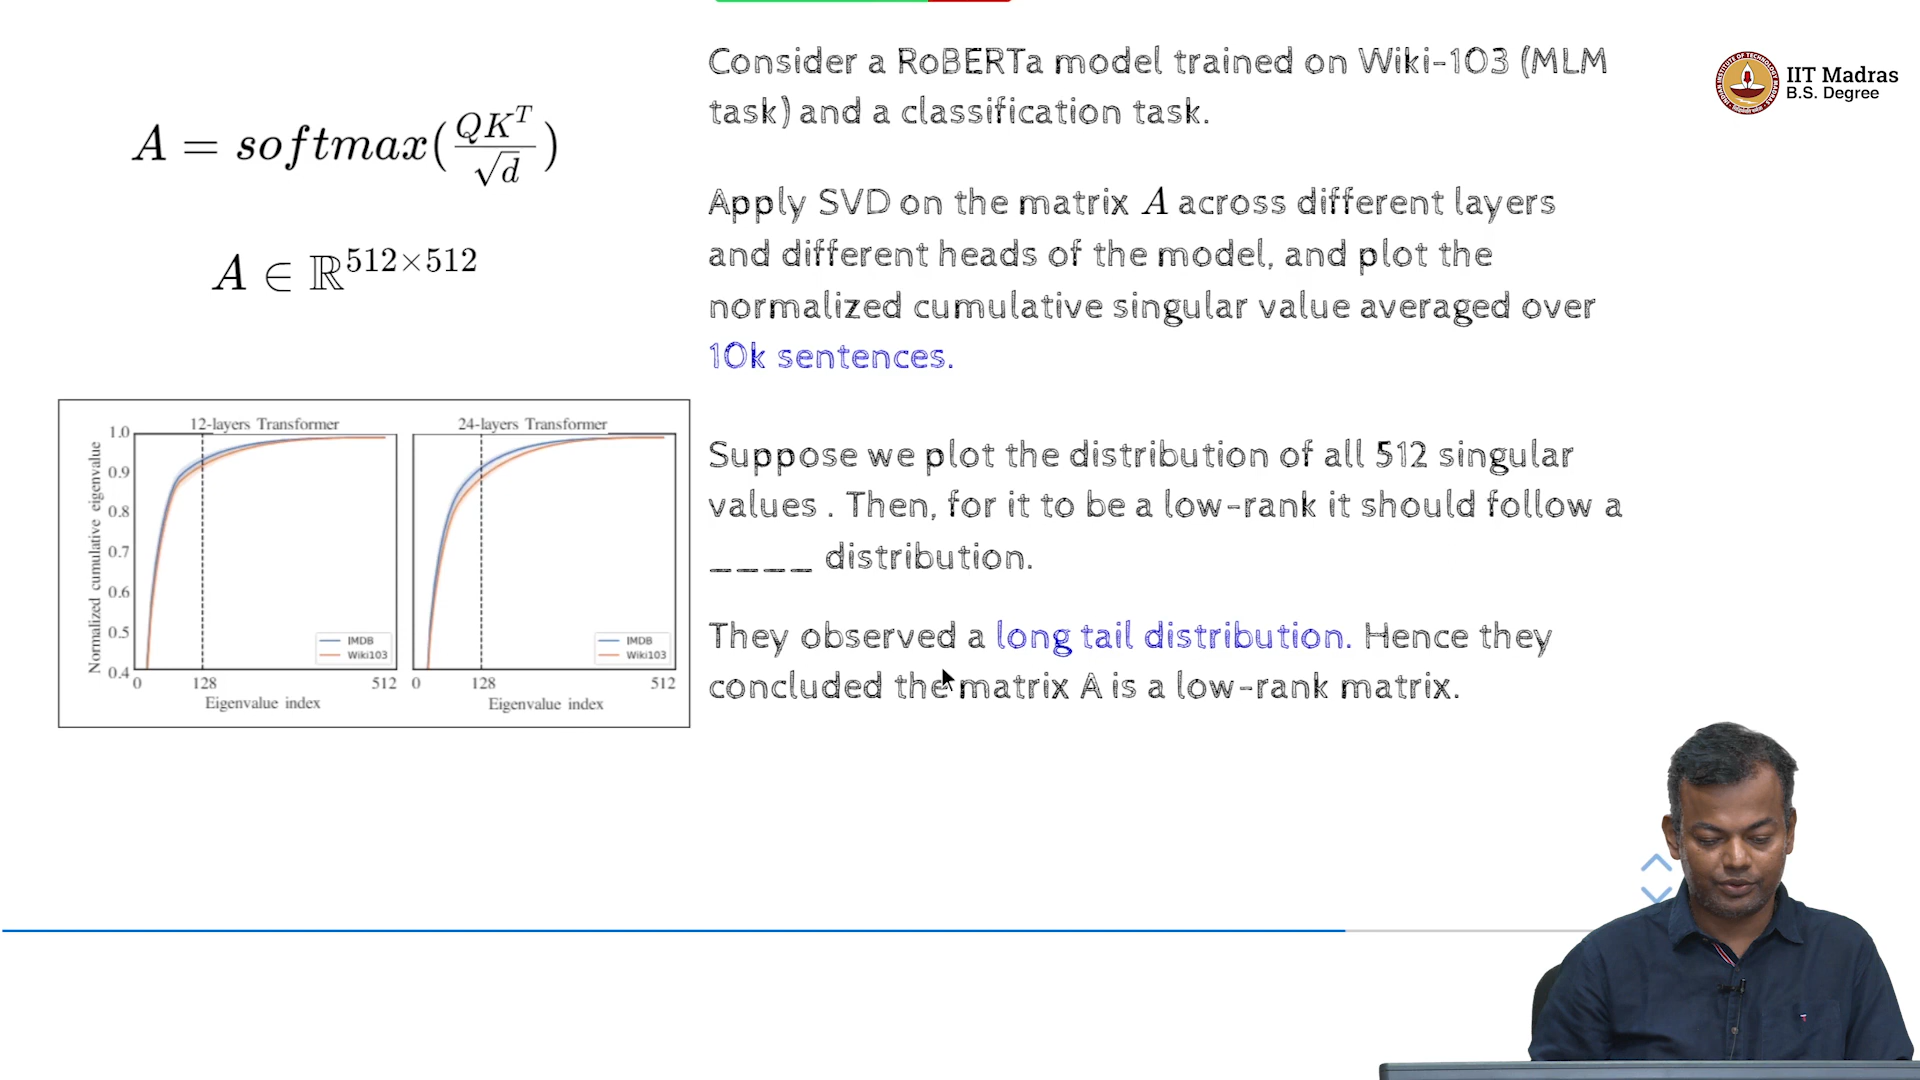 Consider a RoBERTa model trained on Wiki-103 (MLM
task) and a classification task.
IIT Madras
B.S. Degree
A = softmax(QK^T/√d)
A ∈ ℝ^{512×512}
Apply SVD on the matrix A across different layers
and different heads of the model, and plot the
normalized cumulative singular value averaged over
10k sentences.
12-layers Transformer
24-layers Transformer
Normalized cumulative eigenvalue
1.0
0.9
0.8
0.7
0.6
0.5
0.4
IMDB
Wiki103
IMDB
Wiki103
0 128 512
0 128 512
Eigenvalue index
Eigenvalue index
Suppose we plot the distribution of all 512 singular
values . Then, for it to be a low-rank it should follow a
____ distribution.
They observed a long tail distribution. Hence they
concluded the matrix A is a low-rank matrix.